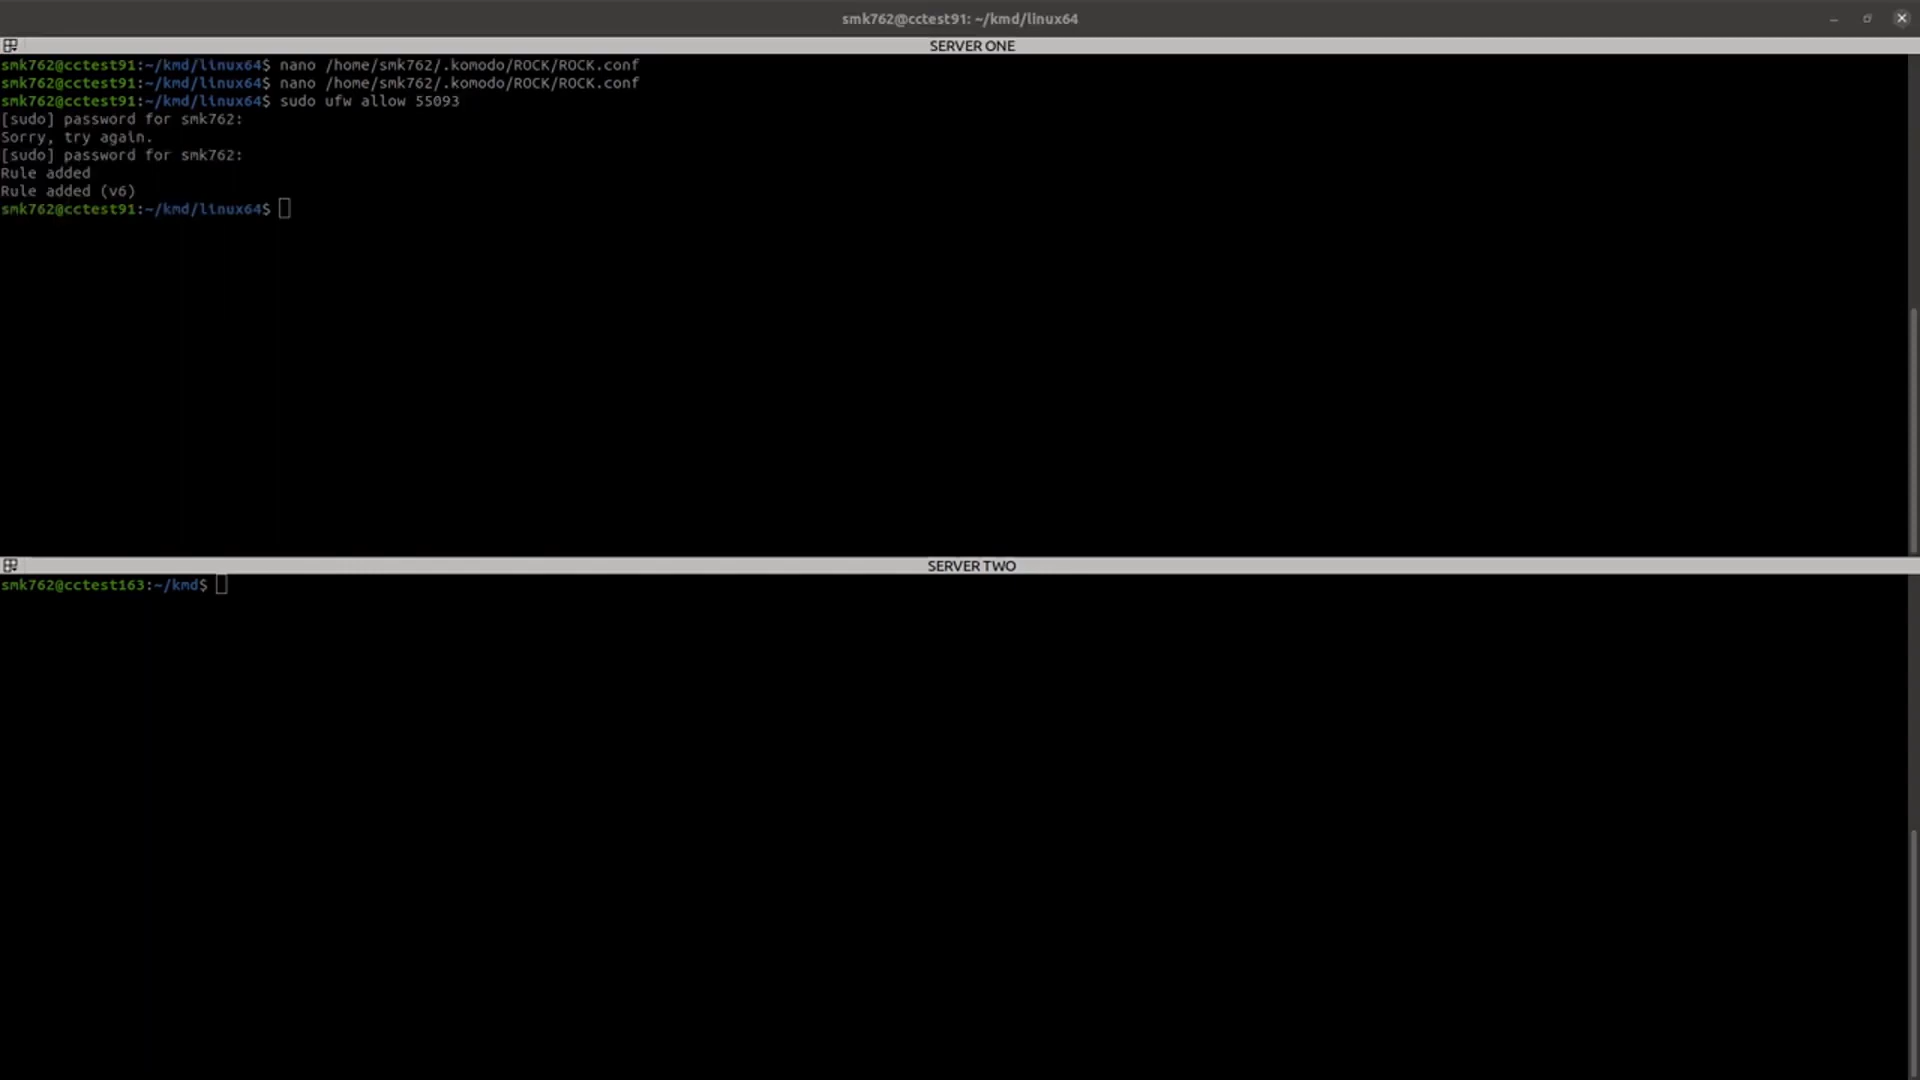 smk762@cctest91: ~/kmd/linux64
SERVER ONE
smk762@cctest91:~/kmd/linux64$ nano /home/smk762/.komodo/ROCK/ROCK.conf
smk762@cctest91:~/kmd/linux64$ nano /home/smk762/.komodo/ROCK/ROCK.conf
smk762@cctest91:~/kmd/linux64$ sudo ufw allow 55093
[sudo] password for smk762:
Sorry, try again.
[sudo] password for smk762:
Rule added
Rule added (v6)
smk762@cctest91:~/kmd/linux64$
SERVER TWO
smk762@cctest163:~/kmd$